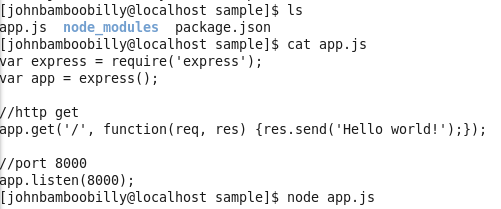 [johnbamboobilly@localhost sample]$ ls
app.js  node_modules  package.json
[johnbamboobilly@localhost sample]$ cat app.js
var express = require('express');
var app = express();
//http get
app.get('/', function(req, res) {res.send('Hello world!');});
//port 8000
app.listen(8000);
[johnbamboobilly@localhost sample]$ node app.js